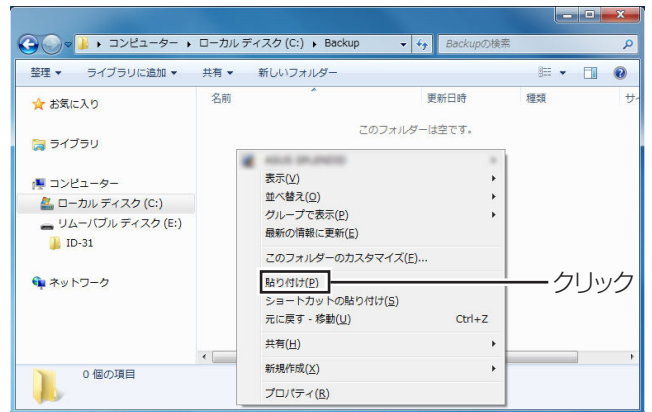 コンピューター ▸ ローカル ディスク (C:) ▸ Backup
Backupの検索
整理 ▼ ライブラリに追加 ▼ 共有 ▼ 新しいフォルダー
名前 更新日時 種類 サイ
お気に入り
このフォルダーは空です。
ライブラリ
コンピューター
ローカル ディスク (C:)
リムーバブル ディスク (E:)
ID-31
ネットワーク
表示(V)
並べ替え(O)
グループで表示(P)
最新の情報に更新(E)
このフォルダーのカスタマイズ(F)...
貼り付け(P)
クリック
ショートカットの貼り付け(S)
元に戻す - 移動(U) Ctrl+Z
共有(H)
新規作成(X)
プロパティ(R)
0 個の項目